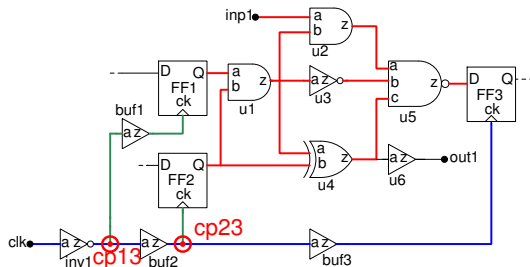 inp1
a
b
z
u2
D
Q
FF1
ck
a
b
z
u1
a z
u3
a
b
c
z
u5
D
Q
FF3
ck
buf1
a z
D
Q
FF2
ck
a
b
z
u4
a z
u6
out1
clk
a z
inv1
cp13
a z
buf2
cp23
a z
buf3